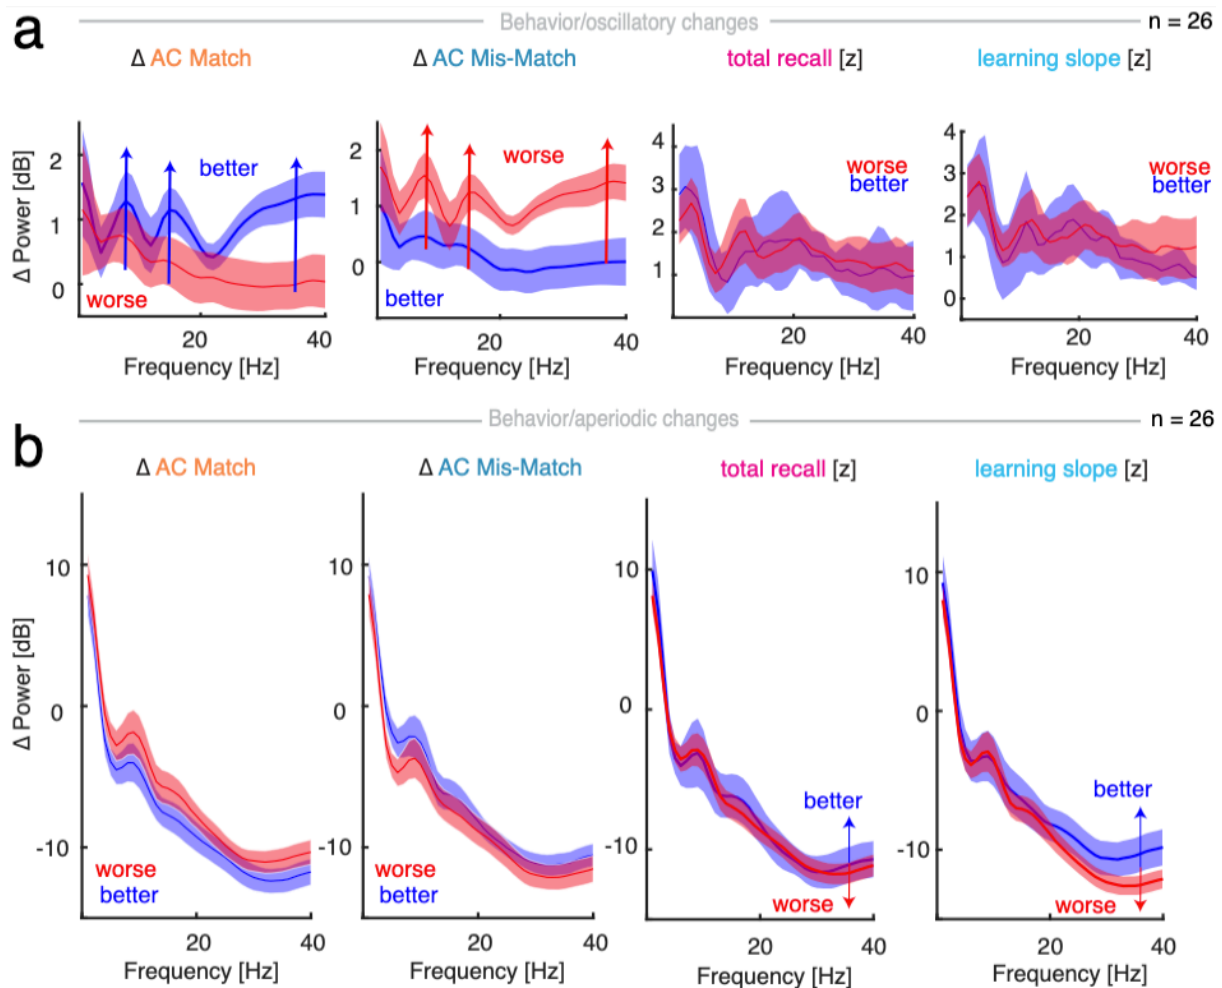 a
Behavior/oscillatory changes
n = 26
Δ AC Match
Δ AC Mis-Match
total recall [z]
learning slope [z]
Δ Power [dB]
2
1
0
better
worse
20
40
Frequency [Hz]
2
1
0
worse
better
20
40
Frequency [Hz]
4
3
2
1
worse
better
20
40
Frequency [Hz]
4
3
2
1
0
worse
better
20
40
Frequency [Hz]
b
Behavior/aperiodic changes
n = 26
Δ AC Match
Δ AC Mis-Match
total recall [z]
learning slope [z]
Δ Power [dB]
10
0
-10
worse
better
20
40
Frequency [Hz]
10
0
-10
worse
better
20
40
Frequency [Hz]
10
0
-10
better
worse
20
40
Frequency [Hz]
10
0
-10
better
worse
20
40
Frequency [Hz]